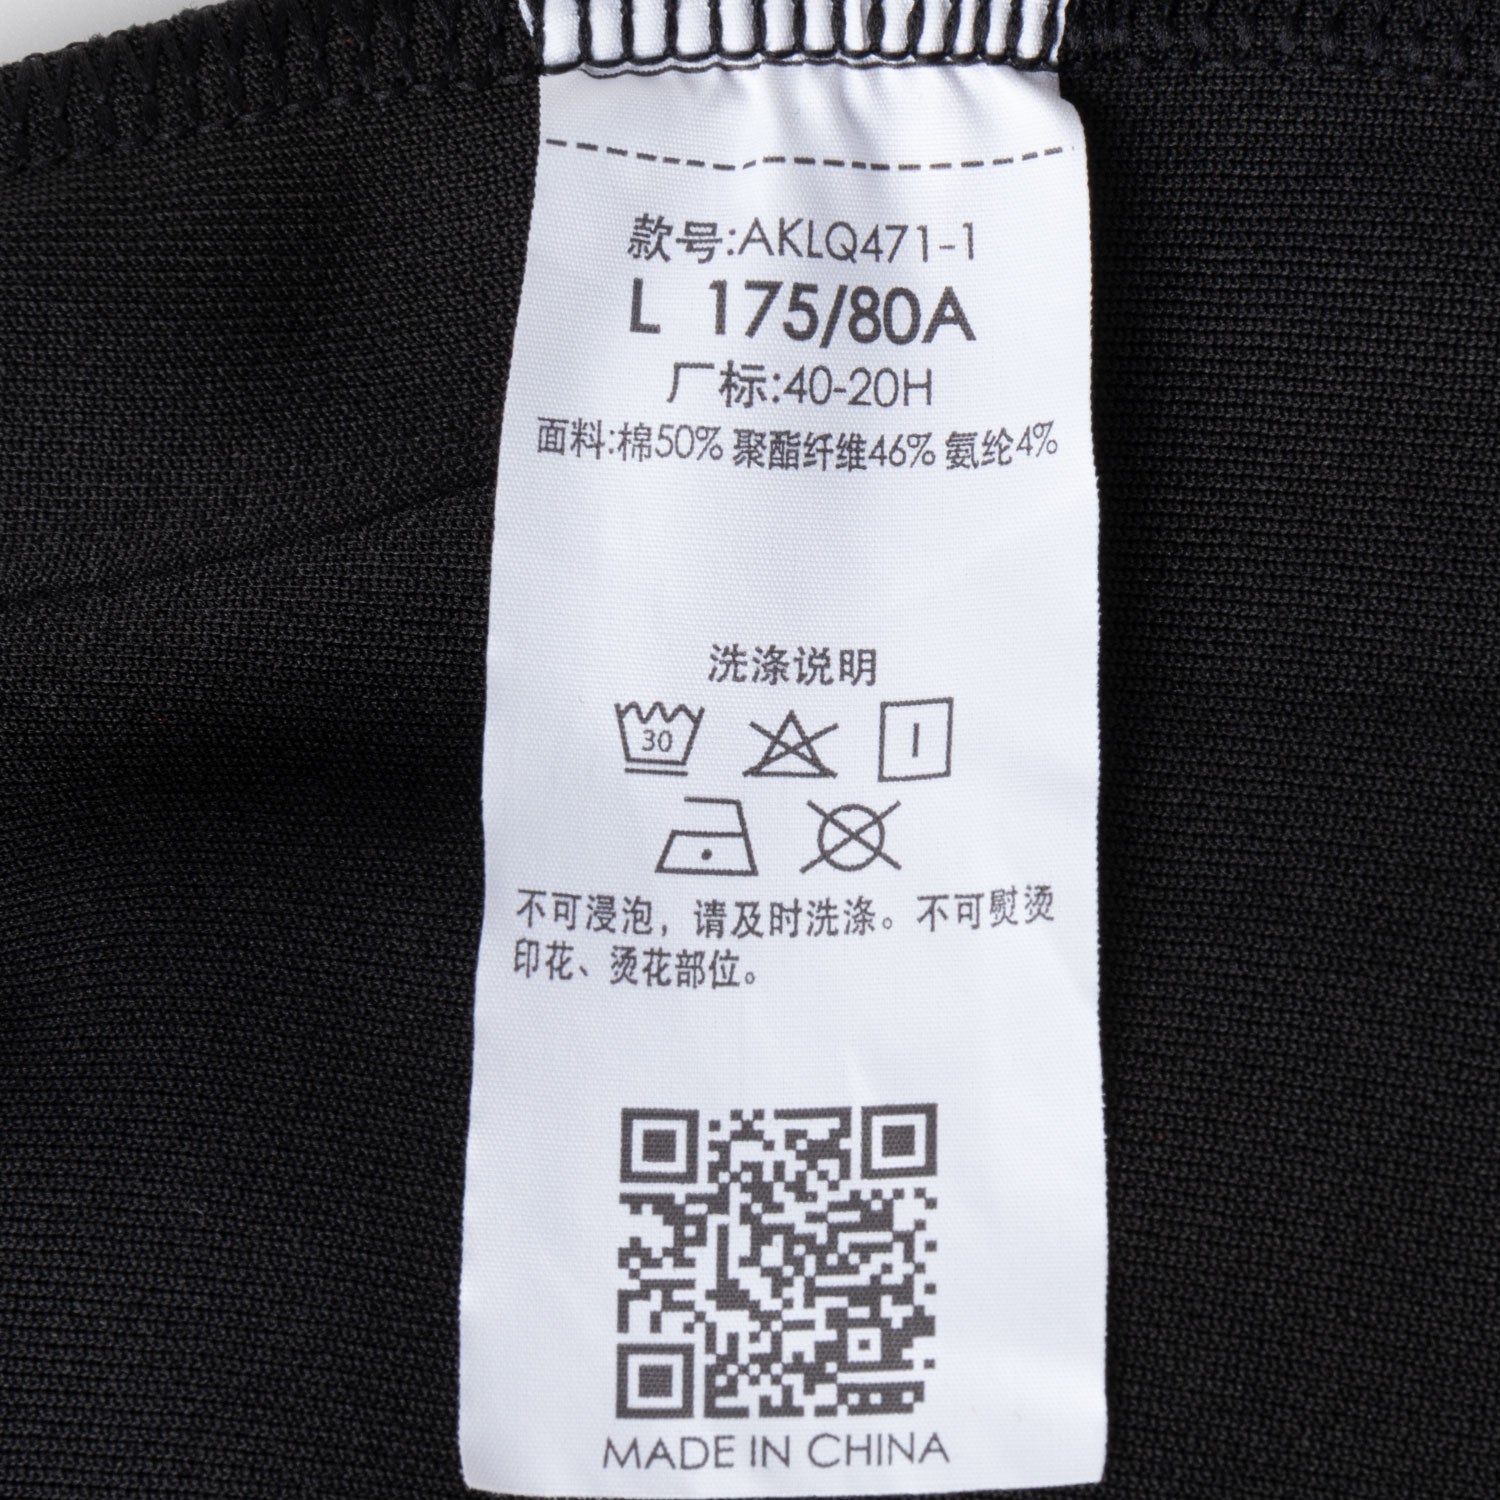 款号:AKLQ471-1
L 175/80A
厂标:40-20H
面料:棉50% 聚酯纤维46% 氨纶4%
洗涤说明
30
不可浸泡，请及时洗涤。不可熨烫
印花、烫花部位。
MADE IN CHINA